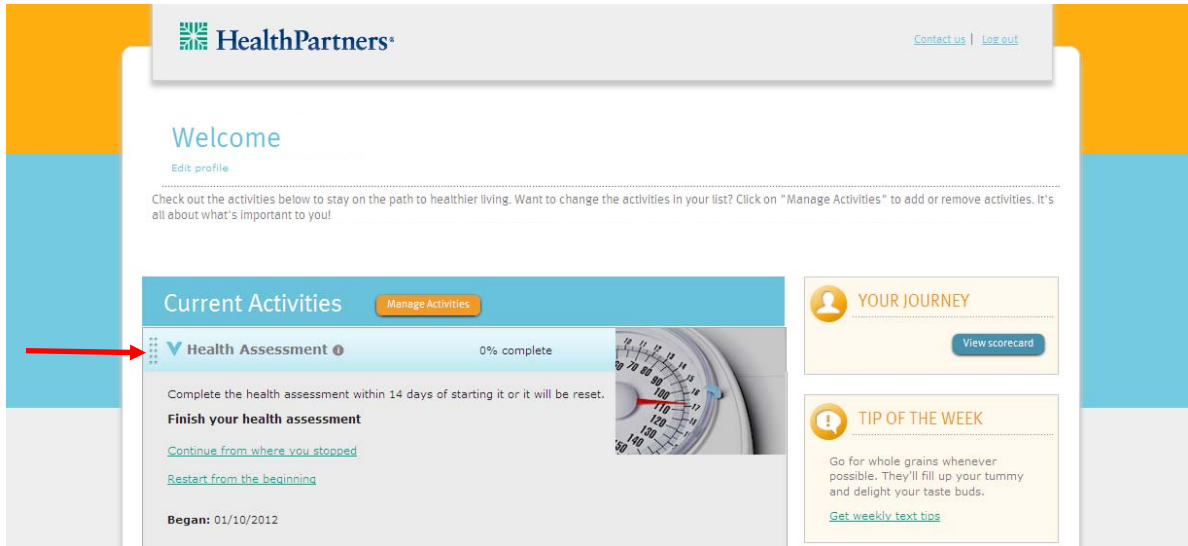 HealthPartners
Contact us | Log out
Welcome
Edit profile
Check out the activities below to stay on the path to healthier living. Want to change the activities in your list? Click on "Manage Activities" to add or remove activities. It's
all about what's important to you!
Current Activities
Manage Activities
Health Assessment
0% complete
Complete the health assessment within 14 days of starting it or it will be reset.
Finish your health assessment
Continue from where you stopped
Restart from the beginning
Began: 01/10/2012
YOUR JOURNEY
View scorecard
TIP OF THE WEEK
Go for whole grains whenever
possible. They'll fill up your tummy
and delight your taste buds.
Get weekly text tips